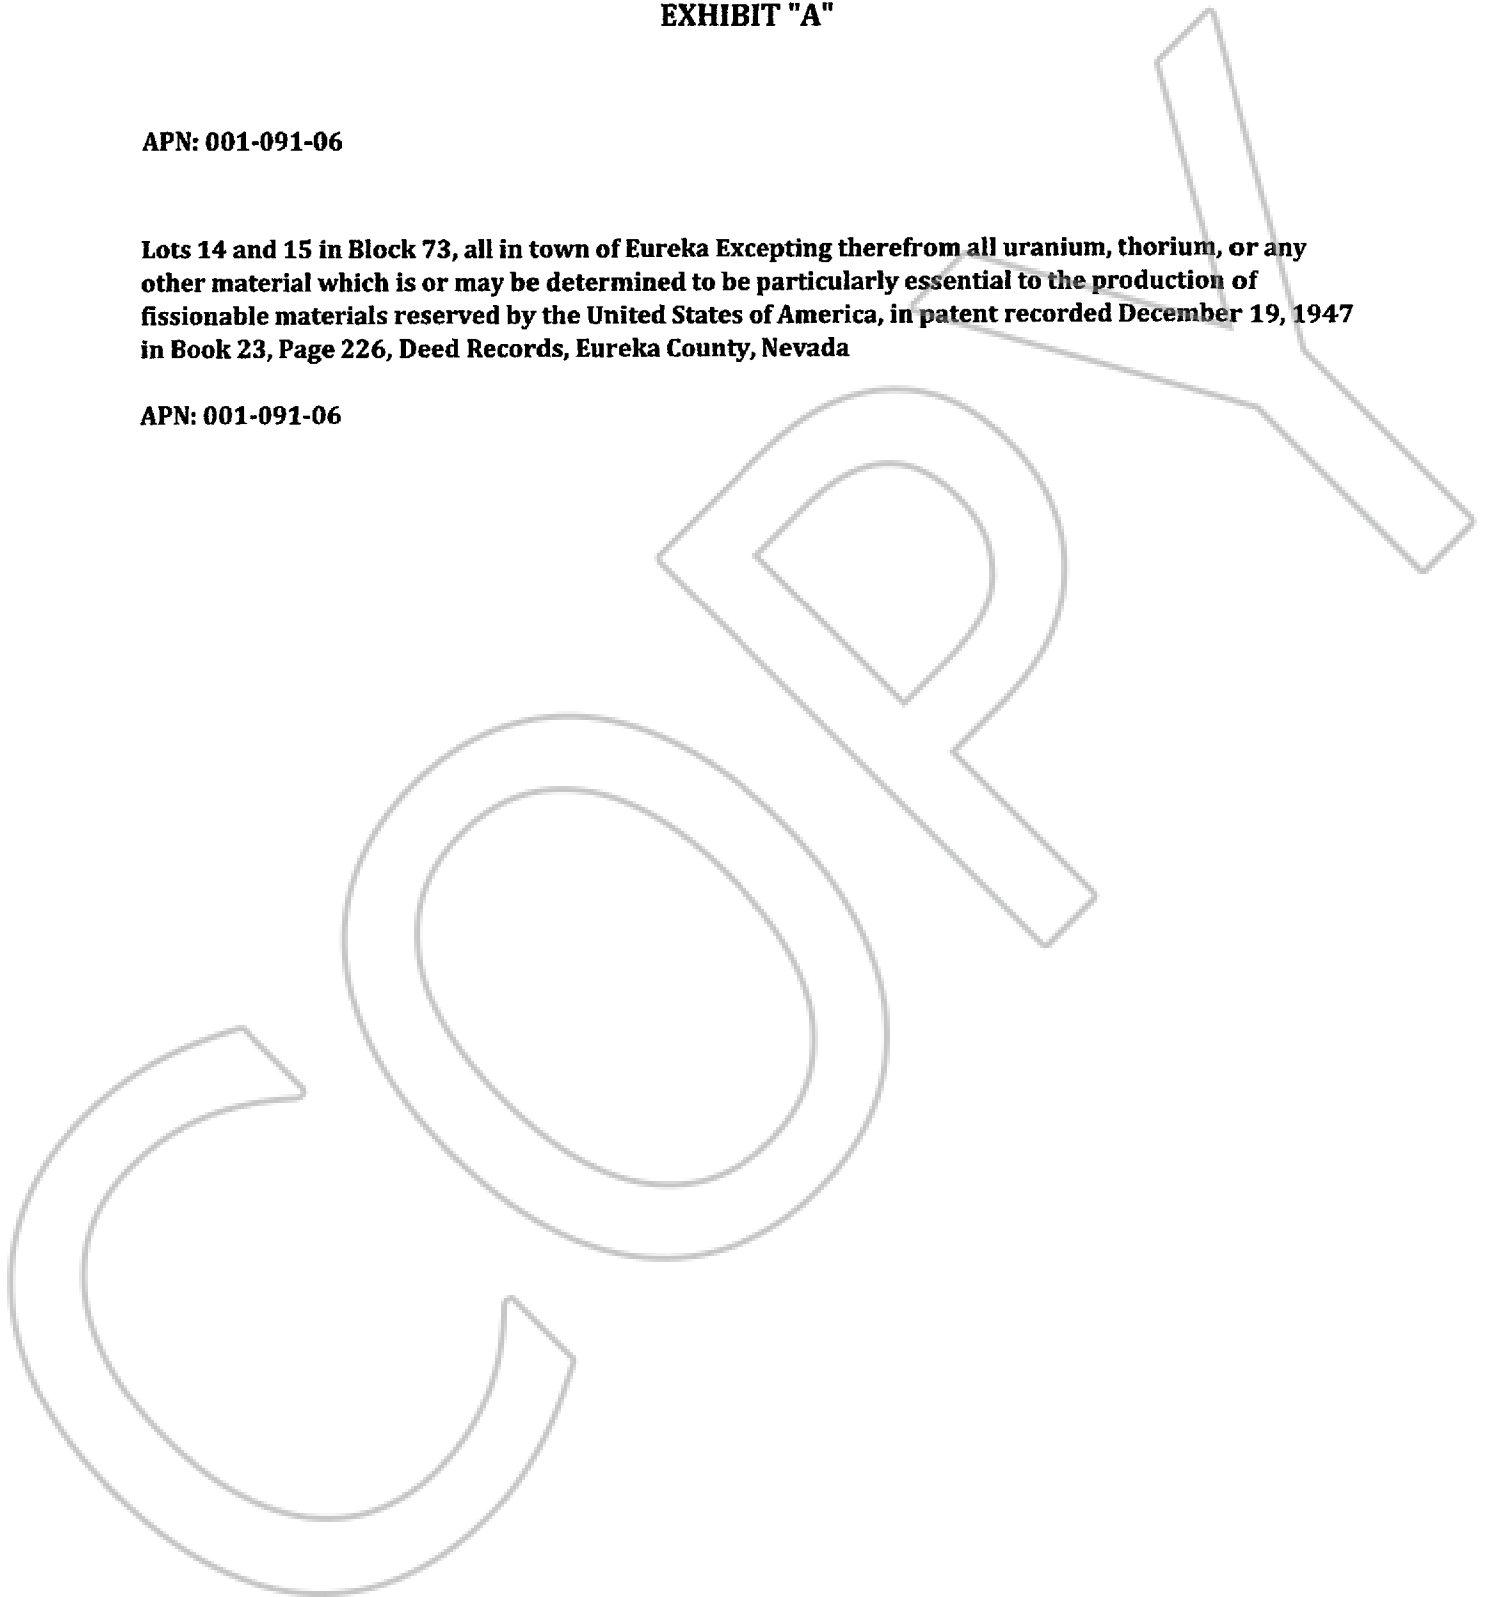 EXHIBIT "A"
APN: 001-091-06
Lots 14 and 15 in Block 73, all in town of Eureka Excepting therefrom all uranium, thorium, or any
other material which is or may be determined to be particularly essential to the production of
fissionable materials reserved by the United States of America, in patent recorded December 19, 1947
in Book 23, Page 226, Deed Records, Eureka County, Nevada
APN: 001-091-06
COPY